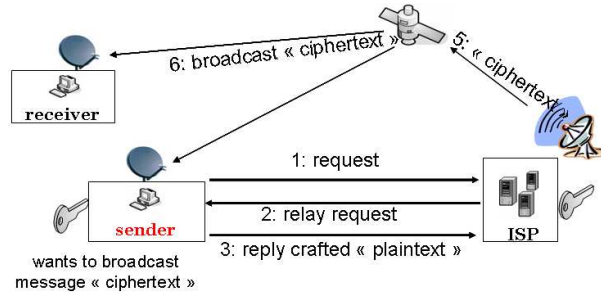 6: broadcast « ciphertext »
5: « ciphertext
receiver
1: request
2: relay request
sender
ISP
3: reply crafted « plaintext »
wants to broadcast
message « ciphertext »